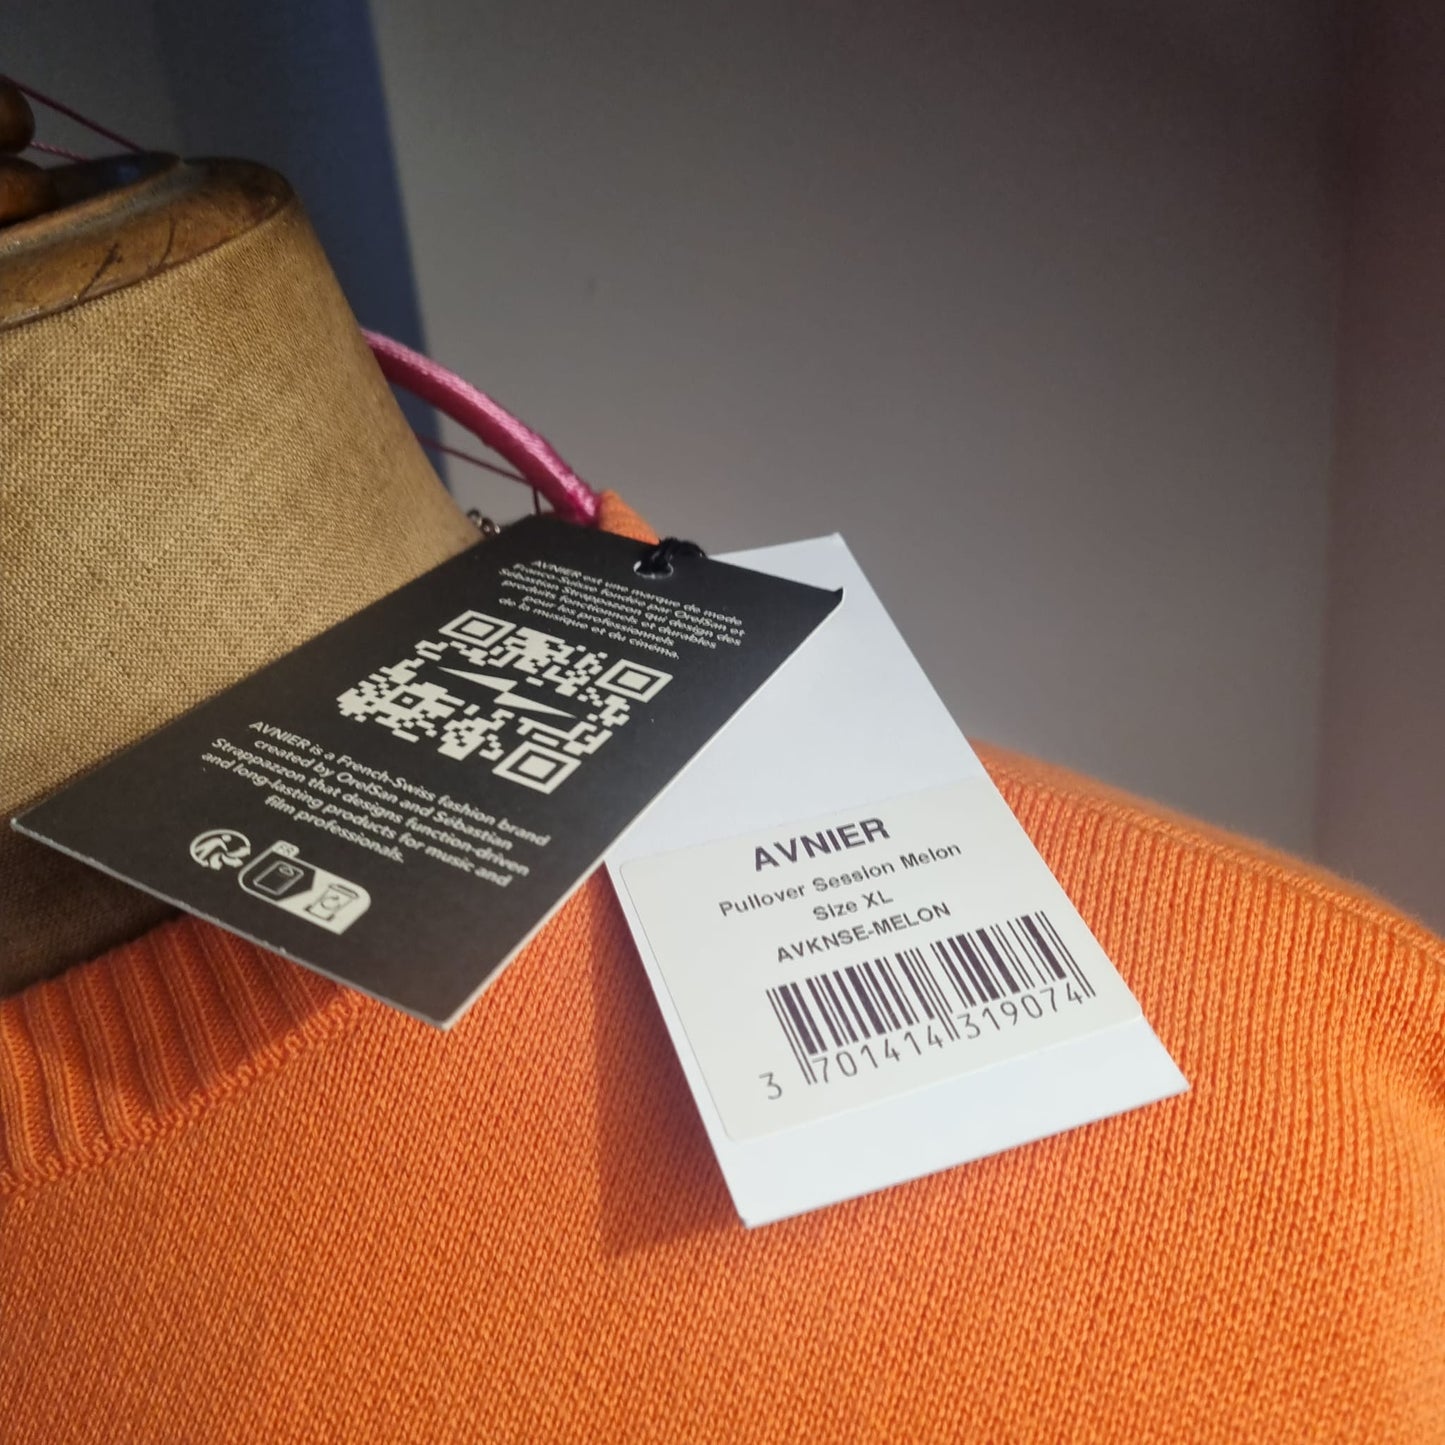 AVNIER est une marque de mode
Franco-Suisse fondée par OrelSan et
Sébastian Strappazzon qui design des
produits fonctionnels et durables
pour les professionnels
de la musique et du cinéma.
AVNIER is a French-Swiss fashion brand
created by OrelSan and Sébastian
Strappazzon that designs function-driven
and long-lasting products for music and
film professionals.
FR
AVNIER
Pullover Session Melon
Size XL
AVKNSE-MELON
3 701414 319074